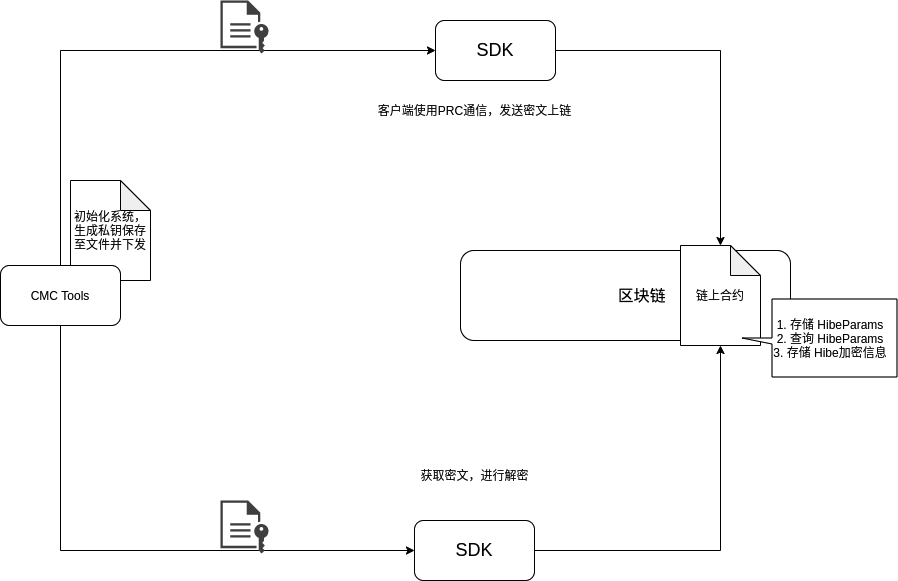 SDK
客户端使用PRC通信，发送密文上链
初始化系统，
生成私钥保存
至文件并下发
CMC Tools
区块链
链上合约
1. 存储 HibeParams
2. 查询 HibeParams
3. 存储 Hibe加密信息
获取密文，进行解密
SDK